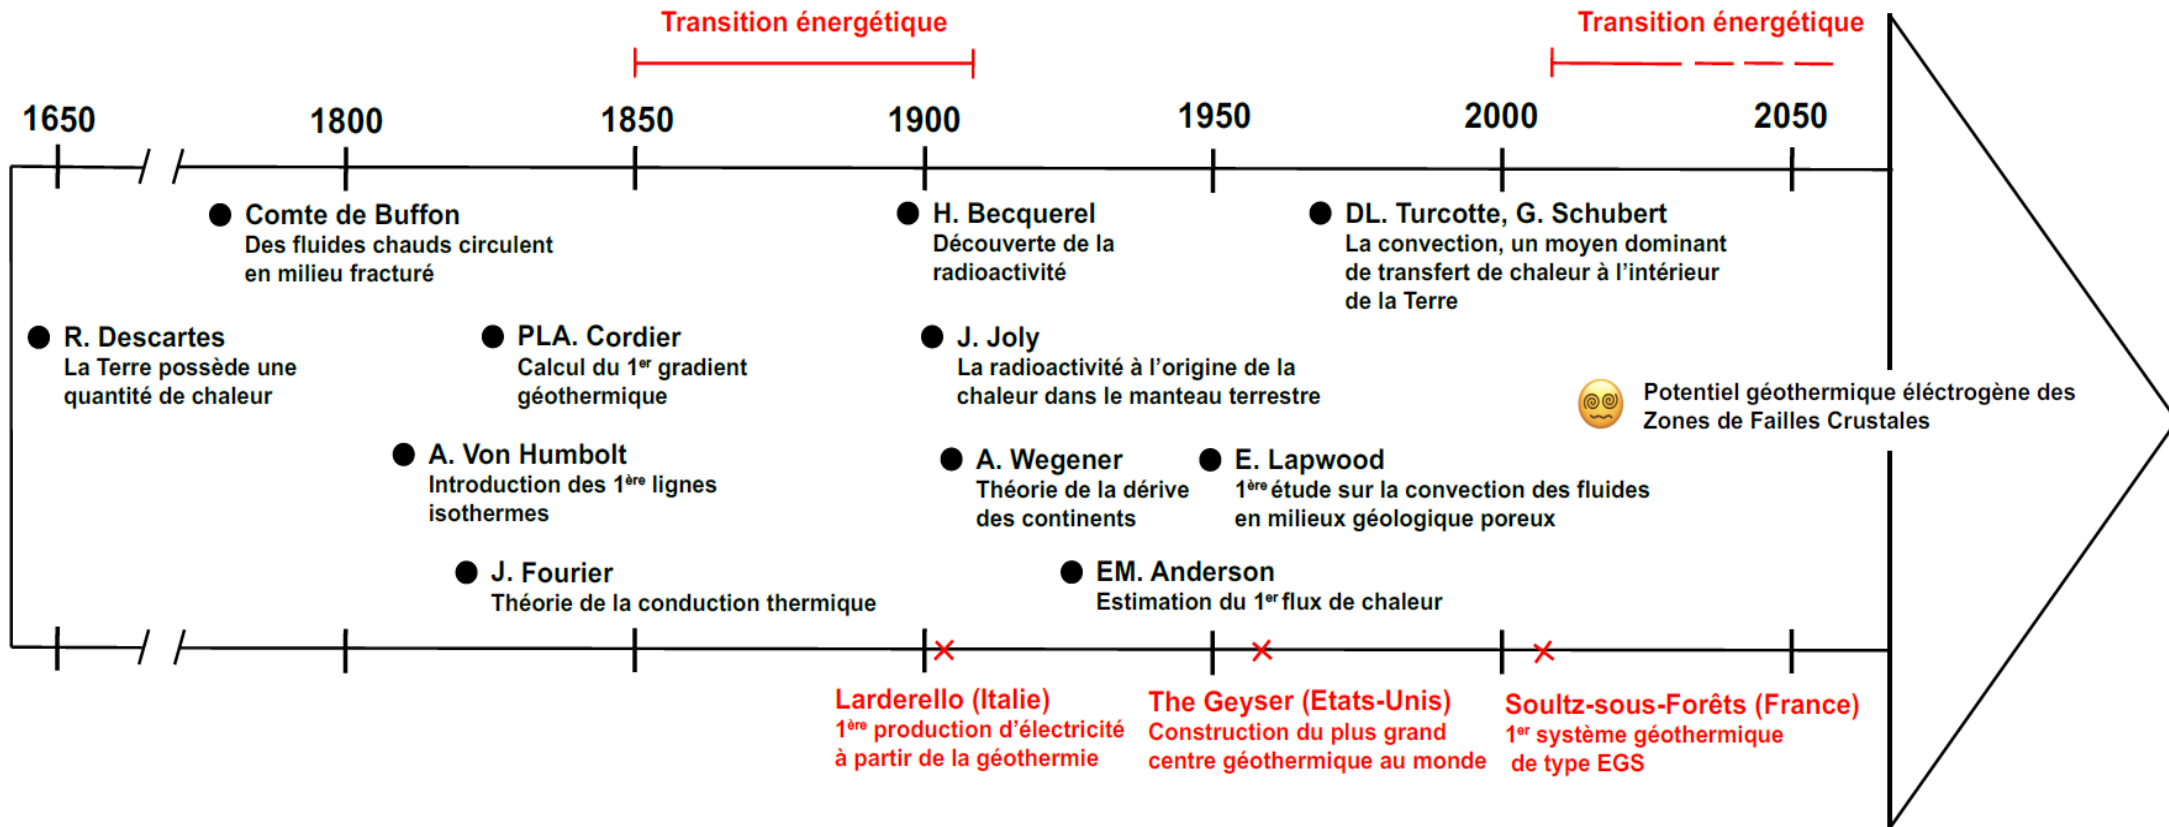 Transition énergétique
Transition énergétique
1650
1800
1850
1900
1950
2000
2050
Comte de Buffon
Des fluides chauds circulent
en milieu fracturé
H. Becquerel
Découverte de la
radioactivité
DL. Turcotte, G. Schubert
La convection, un moyen dominant
de transfert de chaleur à l'intérieur
de la Terre
R. Descartes
La Terre possède une
quantité de chaleur
PLA. Cordier
Calcul du 1er gradient
géothermique
J. Joly
La radioactivité à l'origine de la
chaleur dans le manteau terrestre
Potentiel géothermique éléctrogène des
Zones de Failles Crustales
A. Von Humbolt
Introduction des 1ère lignes
isothermes
A. Wegener
Théorie de la dérive
des continents
E. Lapwood
1ère étude sur la convection des fluides
en milieux géologique poreux
J. Fourier
Théorie de la conduction thermique
EM. Anderson
Estimation du 1er flux de chaleur
Larderello (Italie)
1ère production d'électricité
à partir de la géothermie
The Geyser (Etats-Unis)
Construction du plus grand
centre géothermique au monde
Soultz-sous-Forêts (France)
1er système géothermique
de type EGS